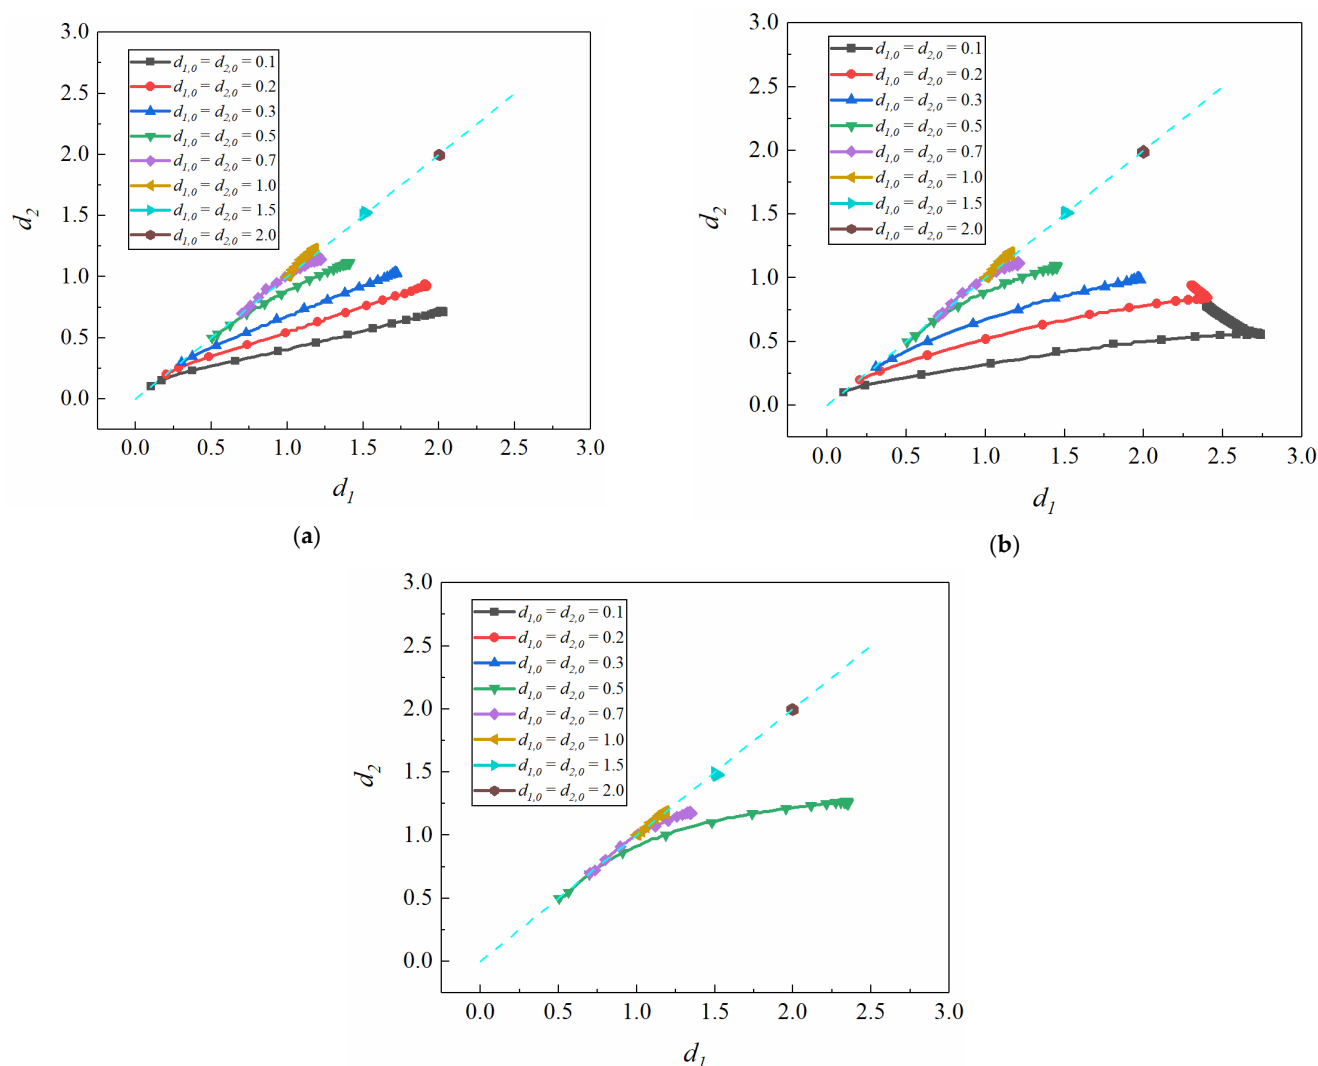 3.0
2.5
2.0
1.5
1.0
0.5
0.0
d2
d1,0 = d2,0 = 0.1
d1,0 = d2,0 = 0.2
d1,0 = d2,0 = 0.3
d1,0 = d2,0 = 0.5
d1,0 = d2,0 = 0.7
d1,0 = d2,0 = 1.0
d1,0 = d2,0 = 1.5
d1,0 = d2,0 = 2.0
0.0 0.5 1.0 1.5 2.0 2.5 3.0
d1
(a)
3.0
2.5
2.0
1.5
1.0
0.5
0.0
d2
d1,0 = d2,0 = 0.1
d1,0 = d2,0 = 0.2
d1,0 = d2,0 = 0.3
d1,0 = d2,0 = 0.5
d1,0 = d2,0 = 0.7
d1,0 = d2,0 = 1.0
d1,0 = d2,0 = 1.5
d1,0 = d2,0 = 2.0
0.0 0.5 1.0 1.5 2.0 2.5 3.0
d1
(b)
3.0
2.5
2.0
1.5
1.0
0.5
0.0
d2
d1,0 = d2,0 = 0.1
d1,0 = d2,0 = 0.2
d1,0 = d2,0 = 0.3
d1,0 = d2,0 = 0.5
d1,0 = d2,0 = 0.7
d1,0 = d2,0 = 1.0
d1,0 = d2,0 = 1.5
d1,0 = d2,0 = 2.0
0.0 0.5 1.0 1.5 2.0 2.5 3.0
d1